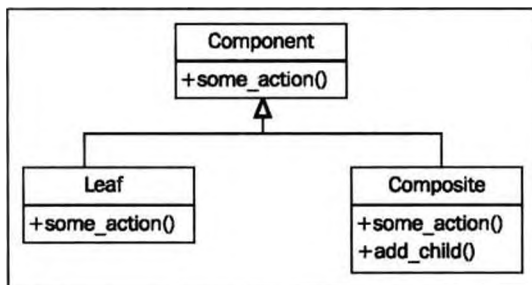 Component
+some_action()
Leaf
+some_action()
Composite
+some_action()
+add_child()